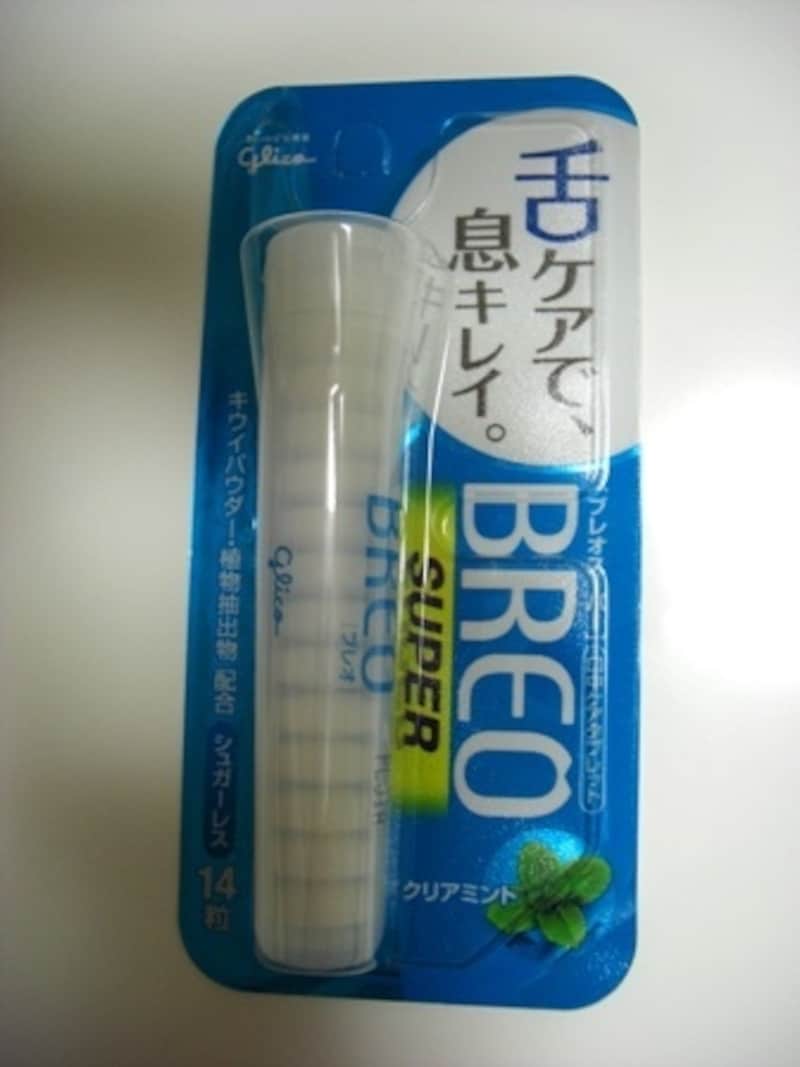 glico
舌ケアで、
息キレイ。
BREO
SUPER
クリアミント
キウイパウダー・植物抽出物 配合
シュガーレス
14粒
BREO
ブレオ
glico